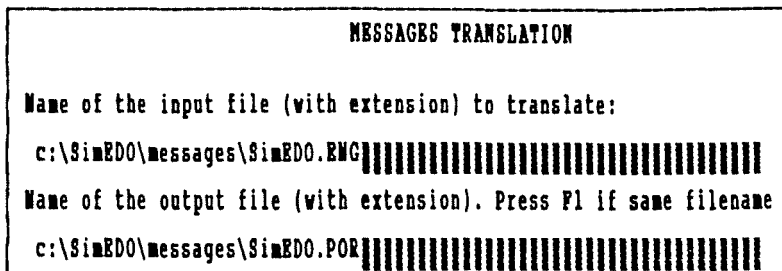 MESSAGES TRANSLATION
Name of the input file (with extension) to translate:
c:\SimEDO\messages\SimEDO.ENG
Name of the output file (with extension). Press F1 if same filename
c:\SimEDO\messages\SimEDO.POR